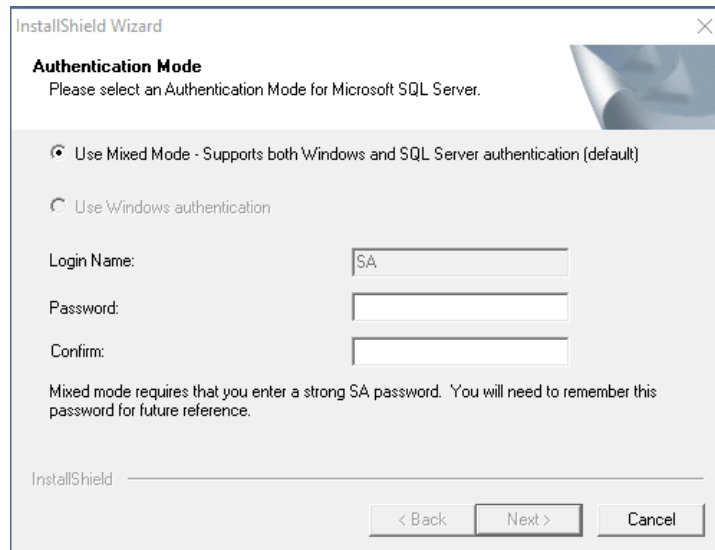 InstallShield Wizard
Authentication Mode
Please select an Authentication Mode for Microsoft SQL Server.
Use Mixed Mode - Supports both Windows and SQL Server authentication (default)
Use Windows authentication
Login Name:
SA
Password:
Confirm:
Mixed mode requires that you enter a strong SA password.  You will need to remember this
password for future reference.
InstallShield
< Back
Next >
Cancel